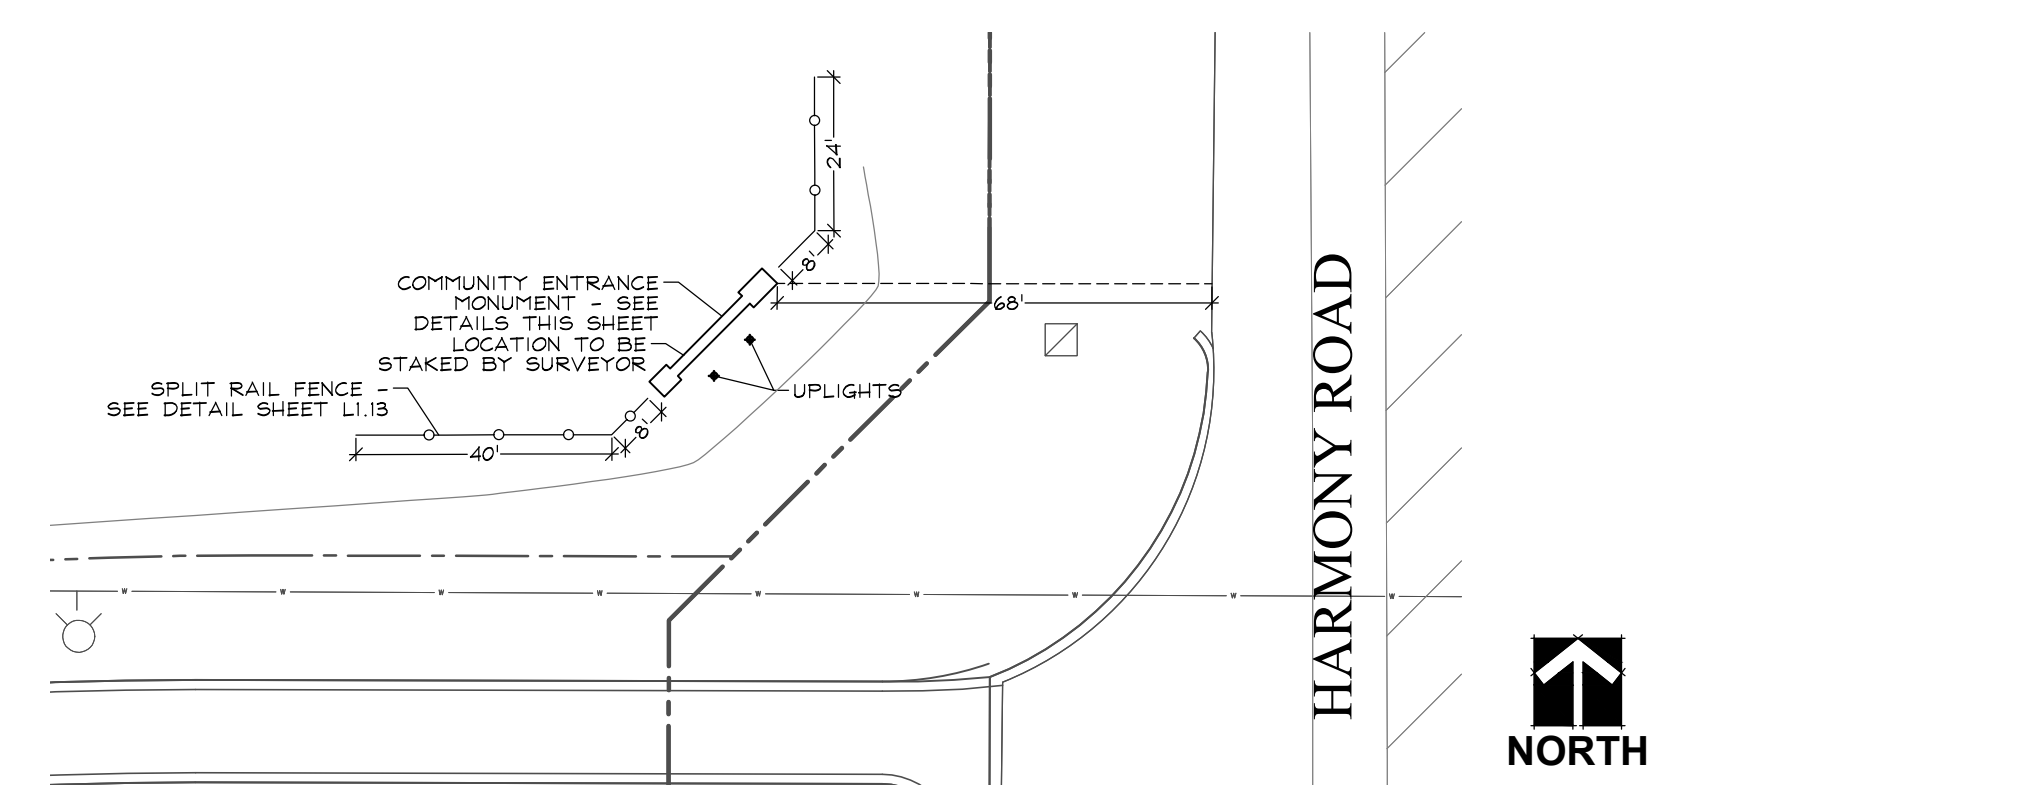 24'
8'
COMMUNITY ENTRANCE
MONUMENT - SEE
DETAILS THIS SHEET
68'
LOCATION TO BE
STAKED BY SURVEYOR
SPLIT RAIL FENCE -
SEE DETAIL SHEET L1.13
UPLIGHTS
8'
40'
HARMONY ROAD
W W W W W W W W W
NORTH